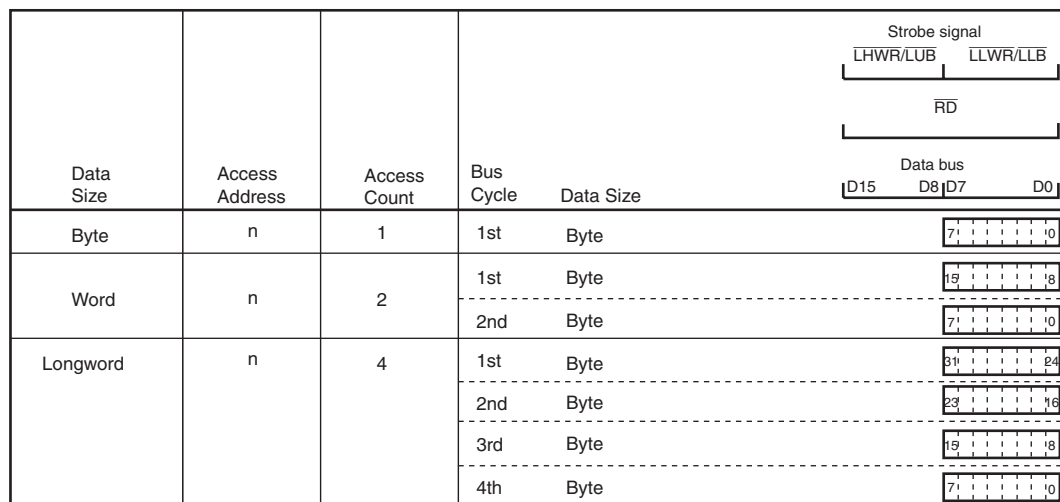 Strobe signal
LHWR/LUB LLWR/LLB
RD
Data Size Access Address Access Count Bus Cycle Data Size Data bus
D15 D8 D7 D0
Byte n 1 1st Byte 7 0
Word n 2 1st Byte 15 8
2nd Byte 7 0
Longword n 4 1st Byte 31 24
2nd Byte 23 16
3rd Byte 15 8
4th Byte 7 0